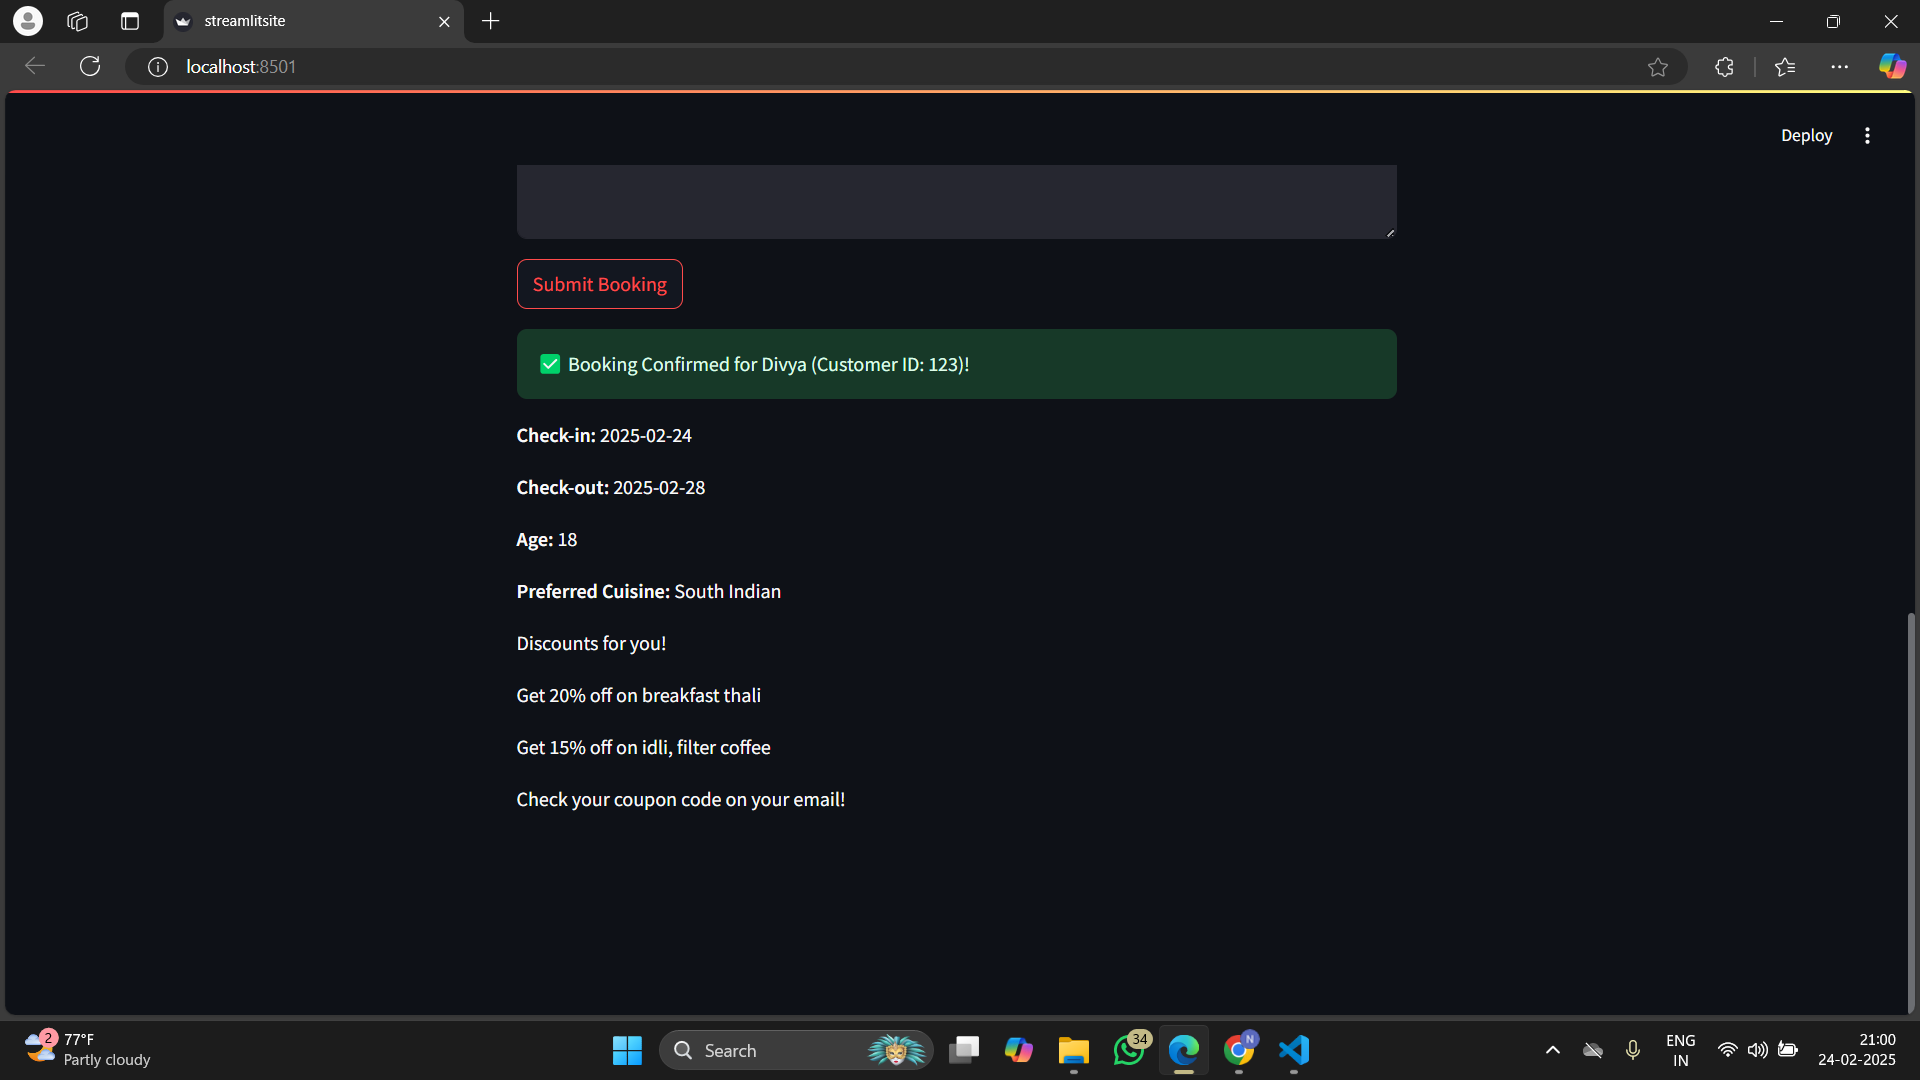 streamlitsite
localhost:8501
Deploy
Submit Booking
✅ Booking Confirmed for Divya (Customer ID: 123)!
Check-in: 2025-02-24
Check-out: 2025-02-28
Age: 18
Preferred Cuisine: South Indian
Discounts for you!
Get 20% off on breakfast thali
Get 15% off on idli, filter coffee
Check your coupon code on your email!
2
77°F
Partly cloudy
Search
34
N
ENG
IN
21:00
24-02-2025